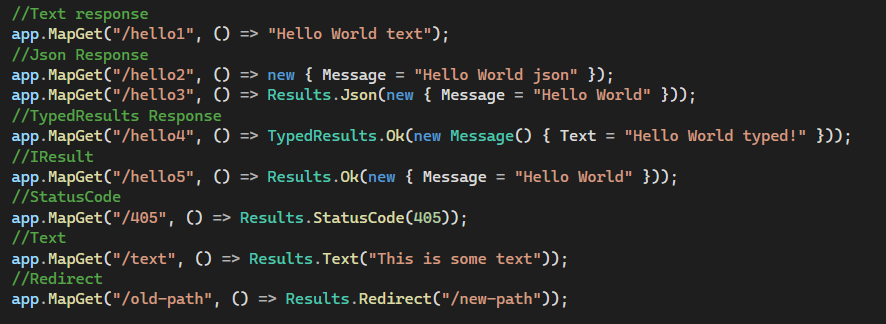 //Text response
app.MapGet("/hello1", () => "Hello World text");
//Json Response
app.MapGet("/hello2", () => new { Message = "Hello World json" });
app.MapGet("/hello3", () => Results.Json(new { Message = "Hello World" }));
//TypedResults Response
app.MapGet("/hello4", () => TypedResults.Ok(new Message() { Text = "Hello World typed!" }));
//IResult
app.MapGet("/hello5", () => Results.Ok(new { Message = "Hello World" }));
//StatusCode
app.MapGet("/405", () => Results.StatusCode(405));
//Text
app.MapGet("/text", () => Results.Text("This is some text"));
//Redirect
app.MapGet("/old-path", () => Results.Redirect("/new-path"));